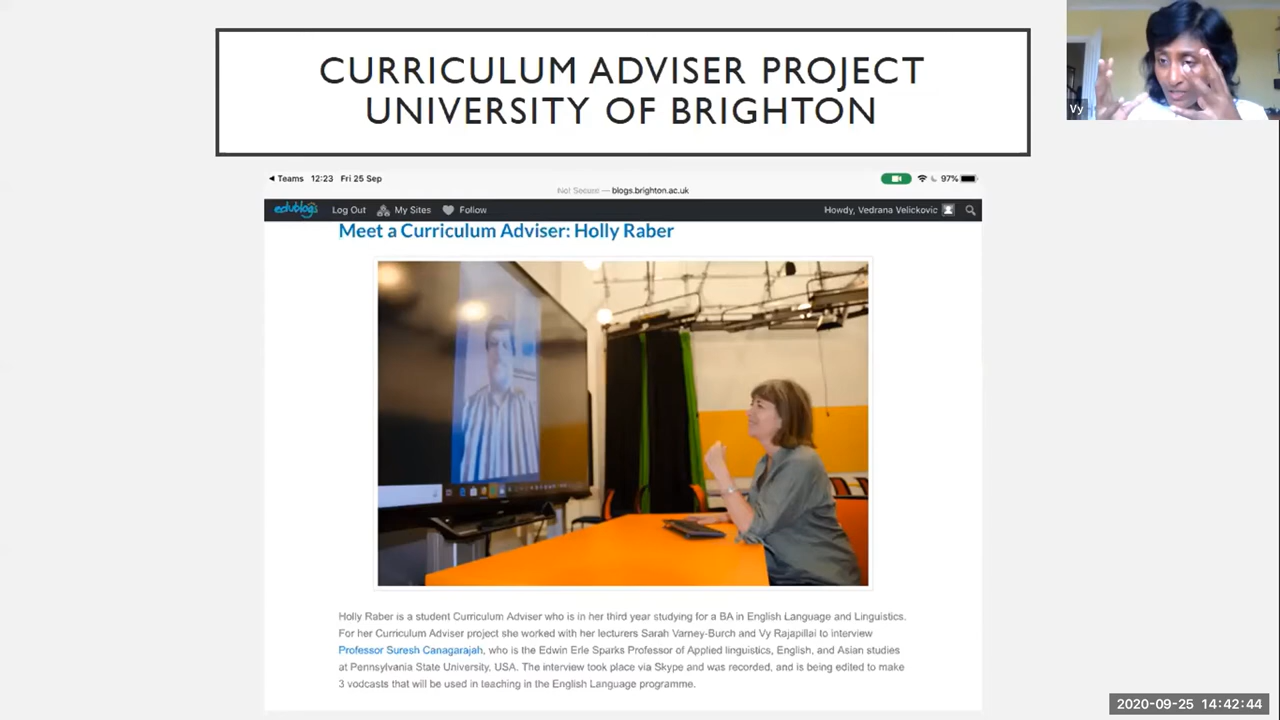 CURRICULUM ADVISER PROJECT
UNIVERSITY OF BRIGHTON
Vy
Teams 12:23 Fri 25 Sep
97%
Not Secure — blogs.brighton.ac.uk
edublogs Log Out My Sites Follow Howdy, Vedrana Velickovic
Meet a Curriculum Adviser: Holly Raber
Holly Raber is a student Curriculum Adviser who is in her third year studying for a BA in English Language and Linguistics.
For her Curriculum Adviser project she worked with her lecturers Sarah Varney-Burch and Vy Rajapillai to interview
Professor Suresh Canagarajah, who is the Edwin Erle Sparks Professor of Applied linguistics, English, and Asian studies
at Pennsylvania State University, USA. The interview took place via Skype and was recorded, and is being edited to make
3 vodcasts that will be used in teaching in the English Language programme.
2020-09-25 14:42:44